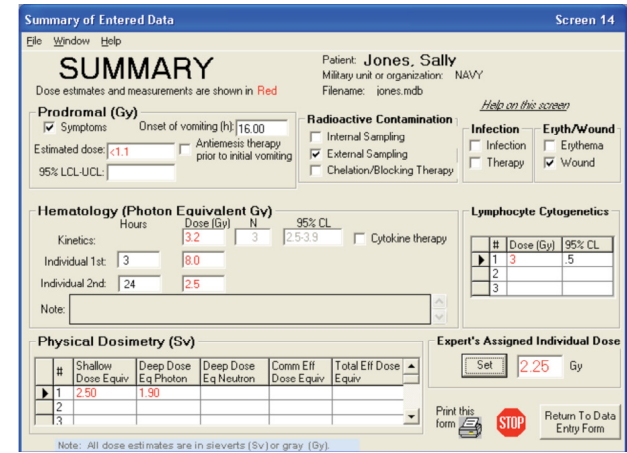 Summary of Entered Data Screen 14
File Window Help
SUMMARY
Dose estimates and measurements are shown in Red
Patient: Jones, Sally
Military unit or organization: NAVY
Filename: jones.mdb
Help on this screen
Prodromal (Gy)
Symptoms Onset of vomiting (h): 16.00
Estimated dose: <1.1 Antiemesis therapy prior to initial vomiting
95% LCL-UCL:
Radioactive Contamination
Internal Sampling
External Sampling
Chelation/Blocking Therapy
Infection
Infection
Therapy
Eryth/Wound
Erythema
Wound
Hematology (Photon Equivalent Gy)
Hours Dose (Gy) N 95% CL
Kinetics: 3.2 3 2.5-3.9 Cytokine therapy
Individual 1st: 3 8.0
Individual 2nd: 24 2.5
Note:
Lymphocyte Cytogenetics
# Dose (Gy) 95% CL
1 3 .5
2
3
Physical Dosimetry (Sv)
# Shallow Dose Equiv Deep Dose Eq Photon Deep Dose Eq Neutron Comm Eff Dose Equiv Total Eff Dose Equiv
1 2.50 1.90
2
3
Note: All dose estimates are in sieverts (Sv) or gray (Gy).
Expert's Assigned Individual Dose
Set 2.25 Gy
Print this form
STOP
Return To Data Entry Form